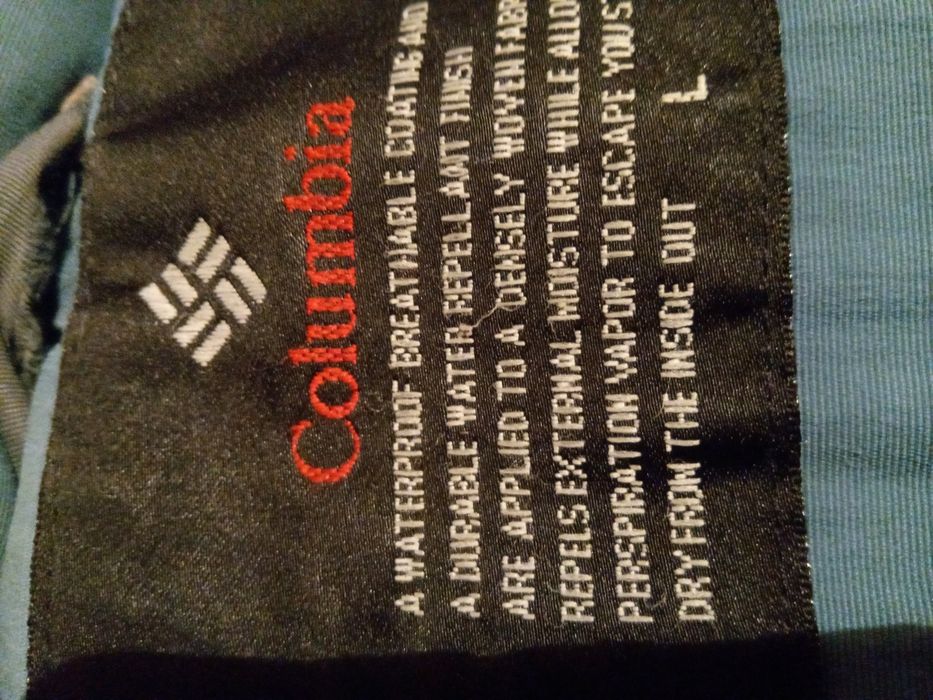 Columbia
A WATERPROOF BREATHABLE COATING AND
A DURABLE WATER REPELLANT FINISH
ARE APPLIED TO A DENSELY WOVEN FABR
REPELS EXTERNAL MOISTURE WHILE ALLO
PERSPIRATION VAPOR TO ESCAPE YOU S
DRY FROM THE INSIDE OUT L